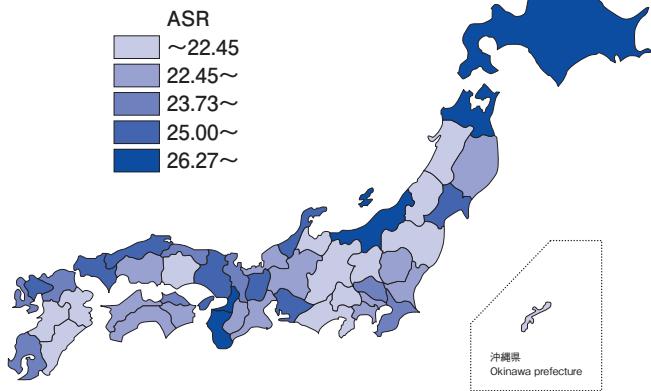 ASR
～22.45
22.45～
23.73～
25.00～
26.27～
沖縄県
Okinawa prefecture